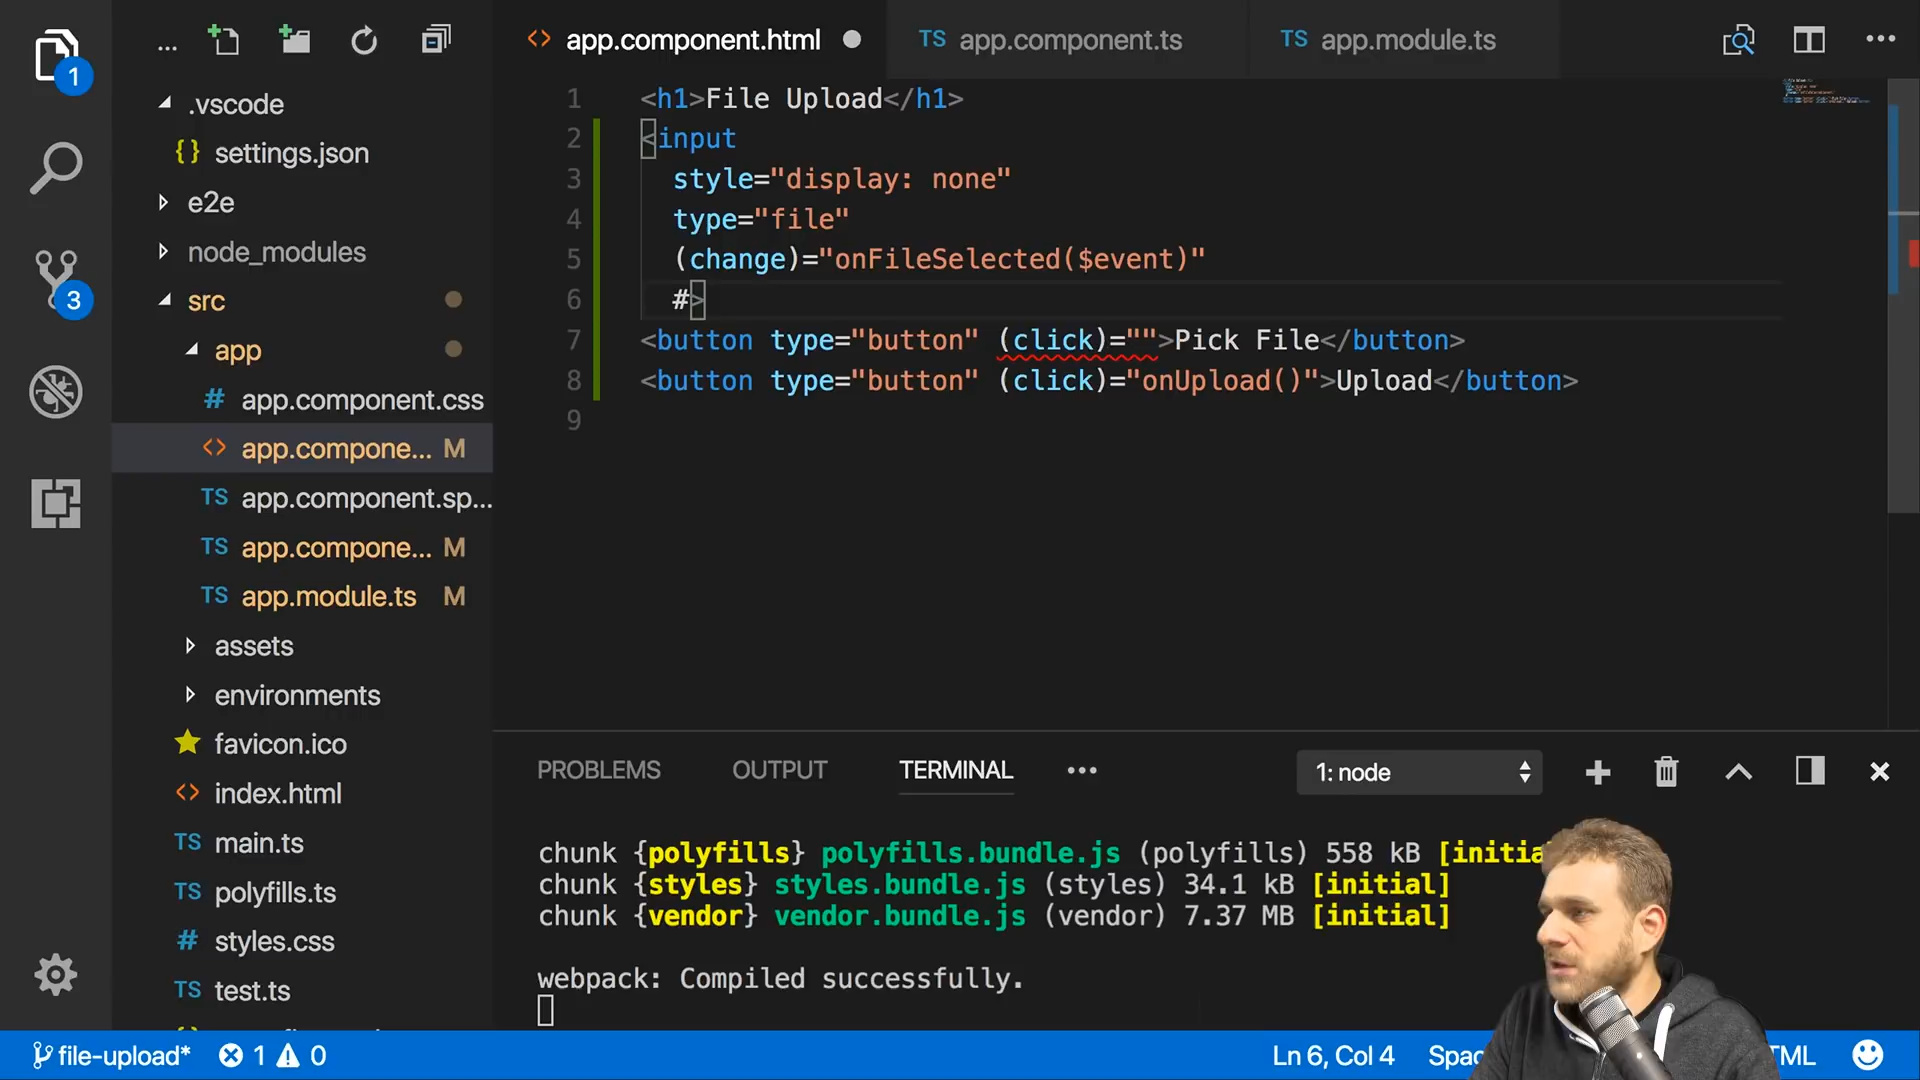 ...
app.component.html
TS app.component.ts
TS app.module.ts
...
1
.vscode
{} settings.json
e2e
node_modules
3
src
app
# app.component.css
<> app.compone... M
TS app.component.sp...
TS app.compone... M
TS app.module.ts M
assets
environments
favicon.ico
<> index.html
TS main.ts
TS polyfills.ts
# styles.css
TS test.ts
1 <h1>File Upload</h1>
2 <input
3 style="display: none"
4 type="file"
5 (change)="onFileSelected($event)"
6 #>
7 <button type="button" (click)="">Pick File</button>
8 <button type="button" (click)="onUpload()">Upload</button>
9
PROBLEMS OUTPUT TERMINAL ... 1: node
chunk {polyfills} polyfills.bundle.js (polyfills) 558 kB [initia
chunk {styles} styles.bundle.js (styles) 34.1 kB [initial]
chunk {vendor} vendor.bundle.js (vendor) 7.37 MB [initial]
webpack: Compiled successfully.
file-upload* 1 0 Ln 6, Col 4 Spac TML